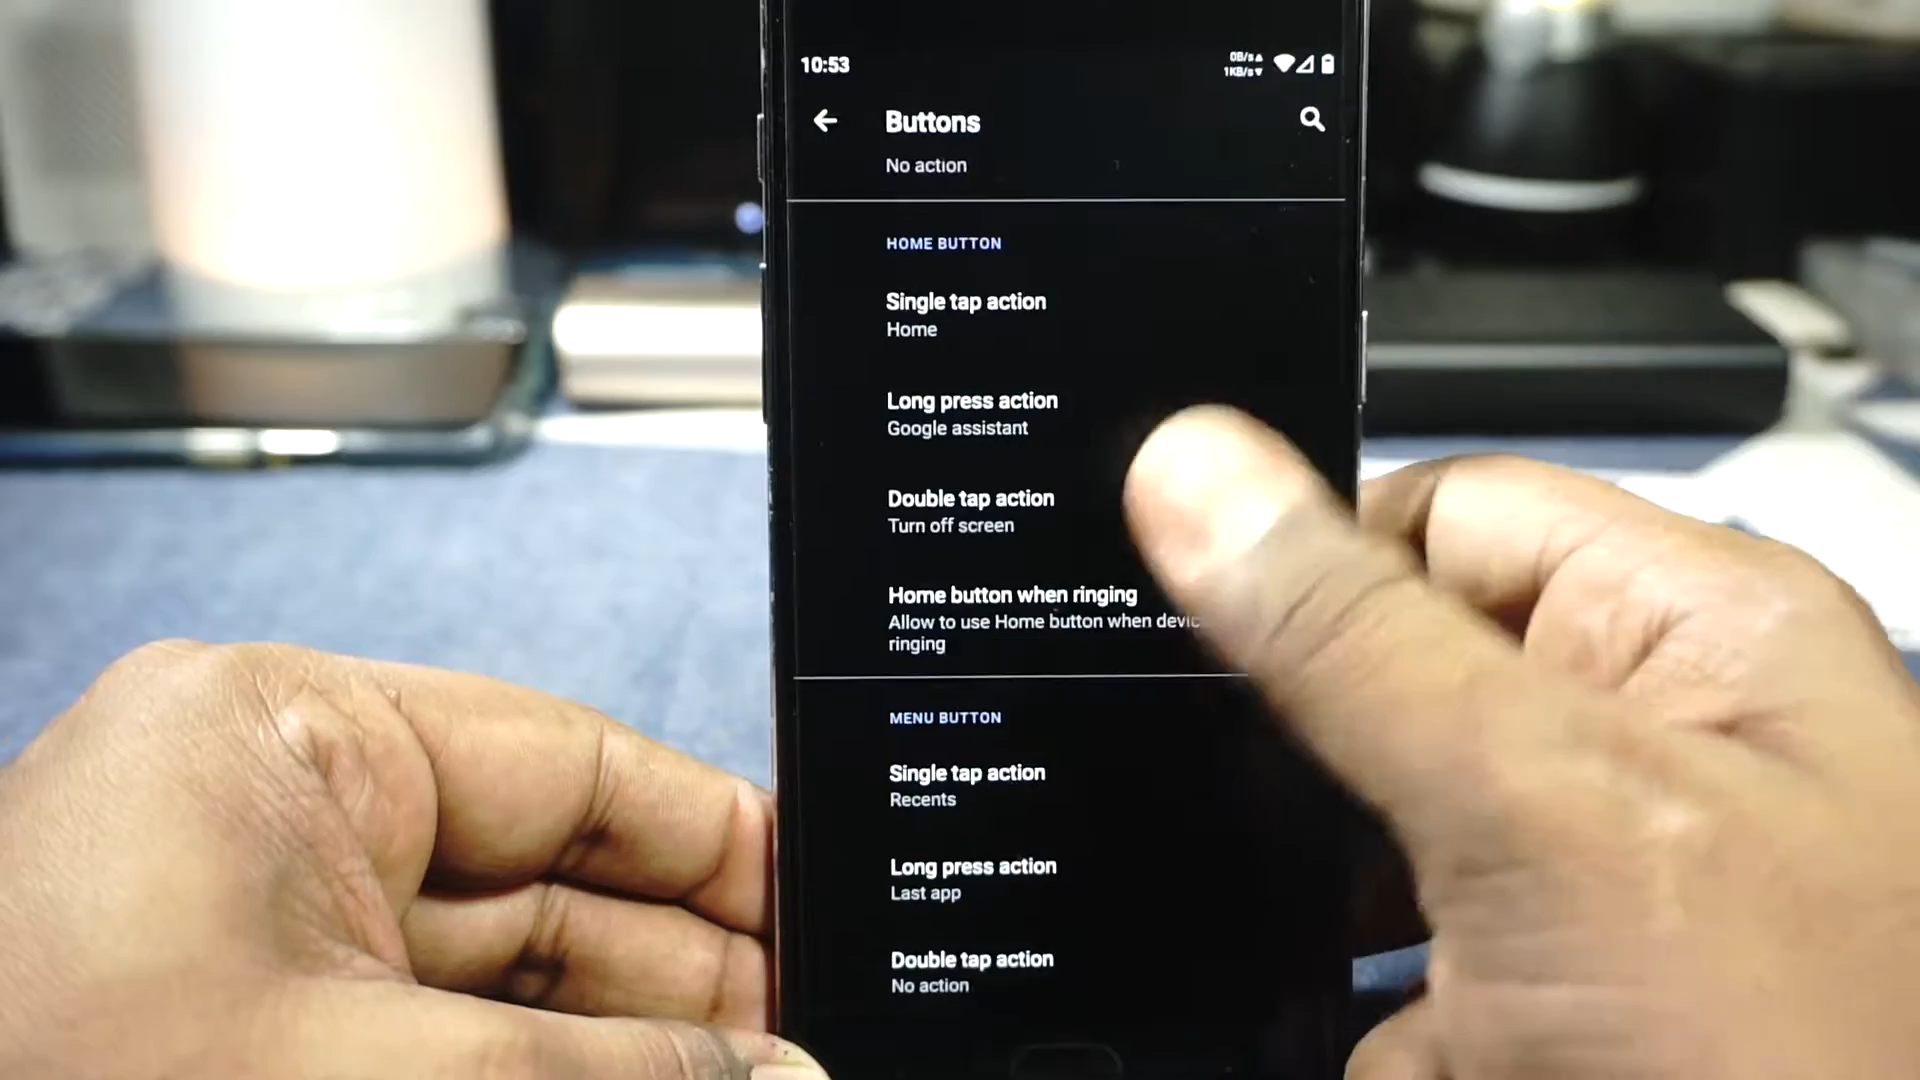 10:53
0B/s
1KB/s
Buttons
No action
HOME BUTTON
Single tap action
Home
Long press action
Google assistant
Double tap action
Turn off screen
Home button when ringing
Allow to use Home button when
ringing
MENU BUTTON
Single tap action
Recents
Long press action
Last app
Double tap action
No action